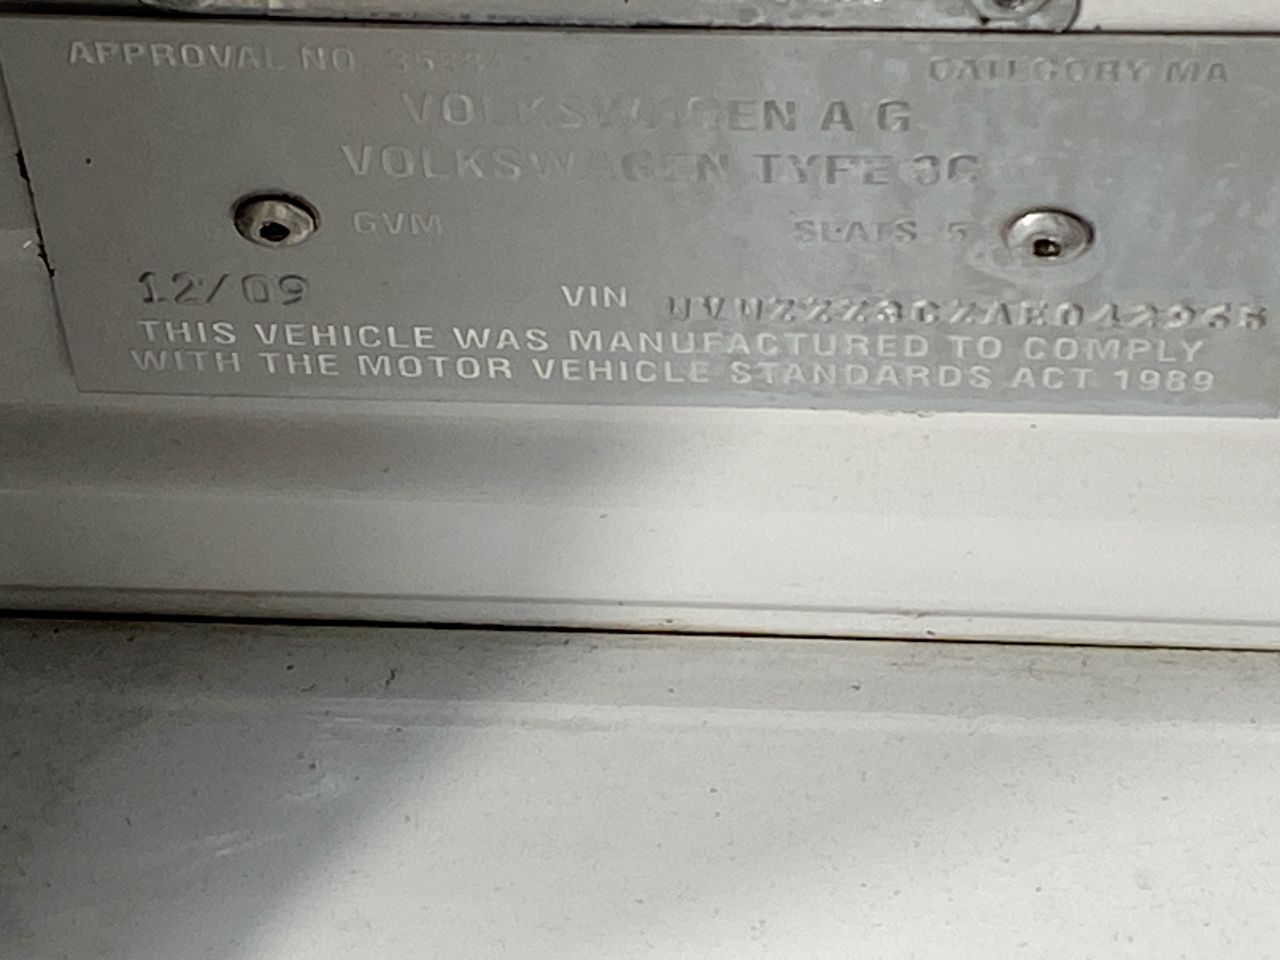 APPROVAL NO. CATEGORY MA
VOLKSWAGEN A G
VOLKSWAGEN TYPE 3C
GVM SEATS 5
12/09 VIN
THIS VEHICLE WAS MANUFACTURED TO COMPLY
WITH THE MOTOR VEHICLE STANDARDS ACT 1989